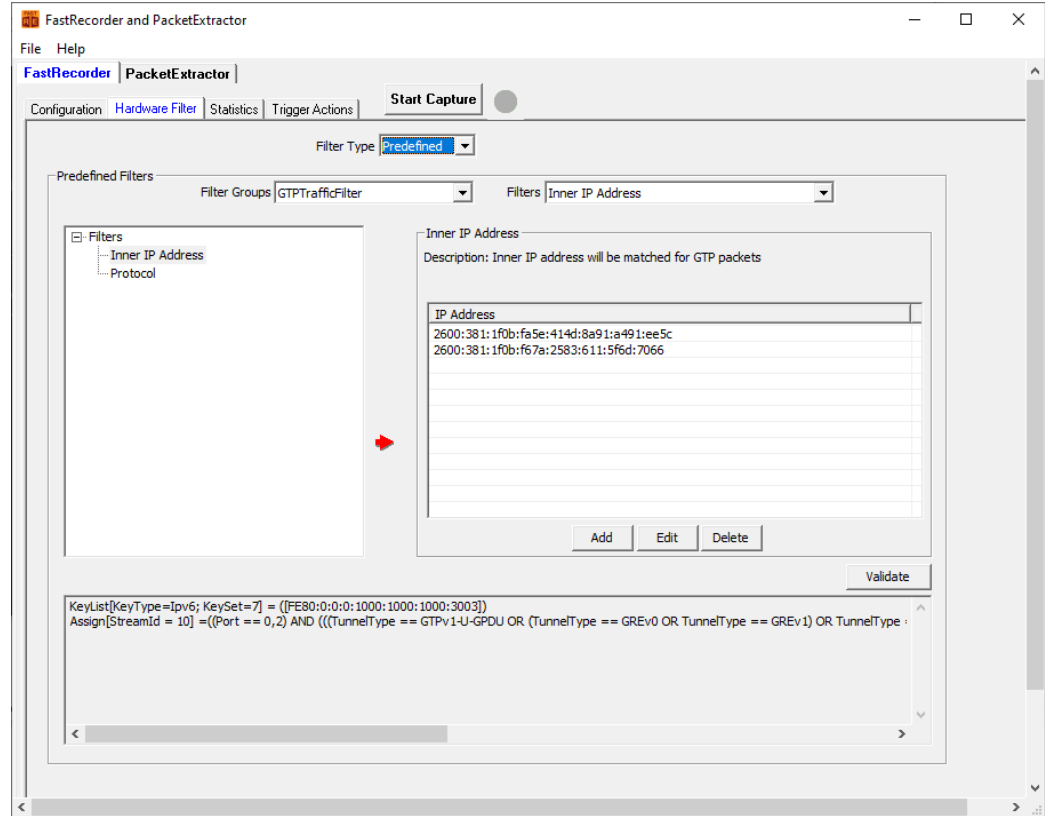 FastRecorder and PacketExtractor
File Help
FastRecorder PacketExtractor
Configuration Hardware Filter Statistics Trigger Actions Start Capture
Filter Type Predefined
Predefined Filters
Filter Groups GTPTrafficFilter Filters Inner IP Address
Filters
Inner IP Address
Protocol
Inner IP Address
Description: Inner IP address will be matched for GTP packets
IP Address
2600:381:1f0b:fa5e:414d:8a91:a491:ee5c
2600:381:1f0b:f67a:2583:611:5f6d:7066
Add Edit Delete
Validate
KeyList[KeyType=Ipv6; KeySet=7] = ([FE80:0:0:0:1000:1000:1000:3003])
Assign[StreamId = 10] =((Port == 0,2) AND (((TunnelType == GTPv1-U-GPDU OR (TunnelType == GREv0 OR TunnelType == GREv1) OR TunnelType =